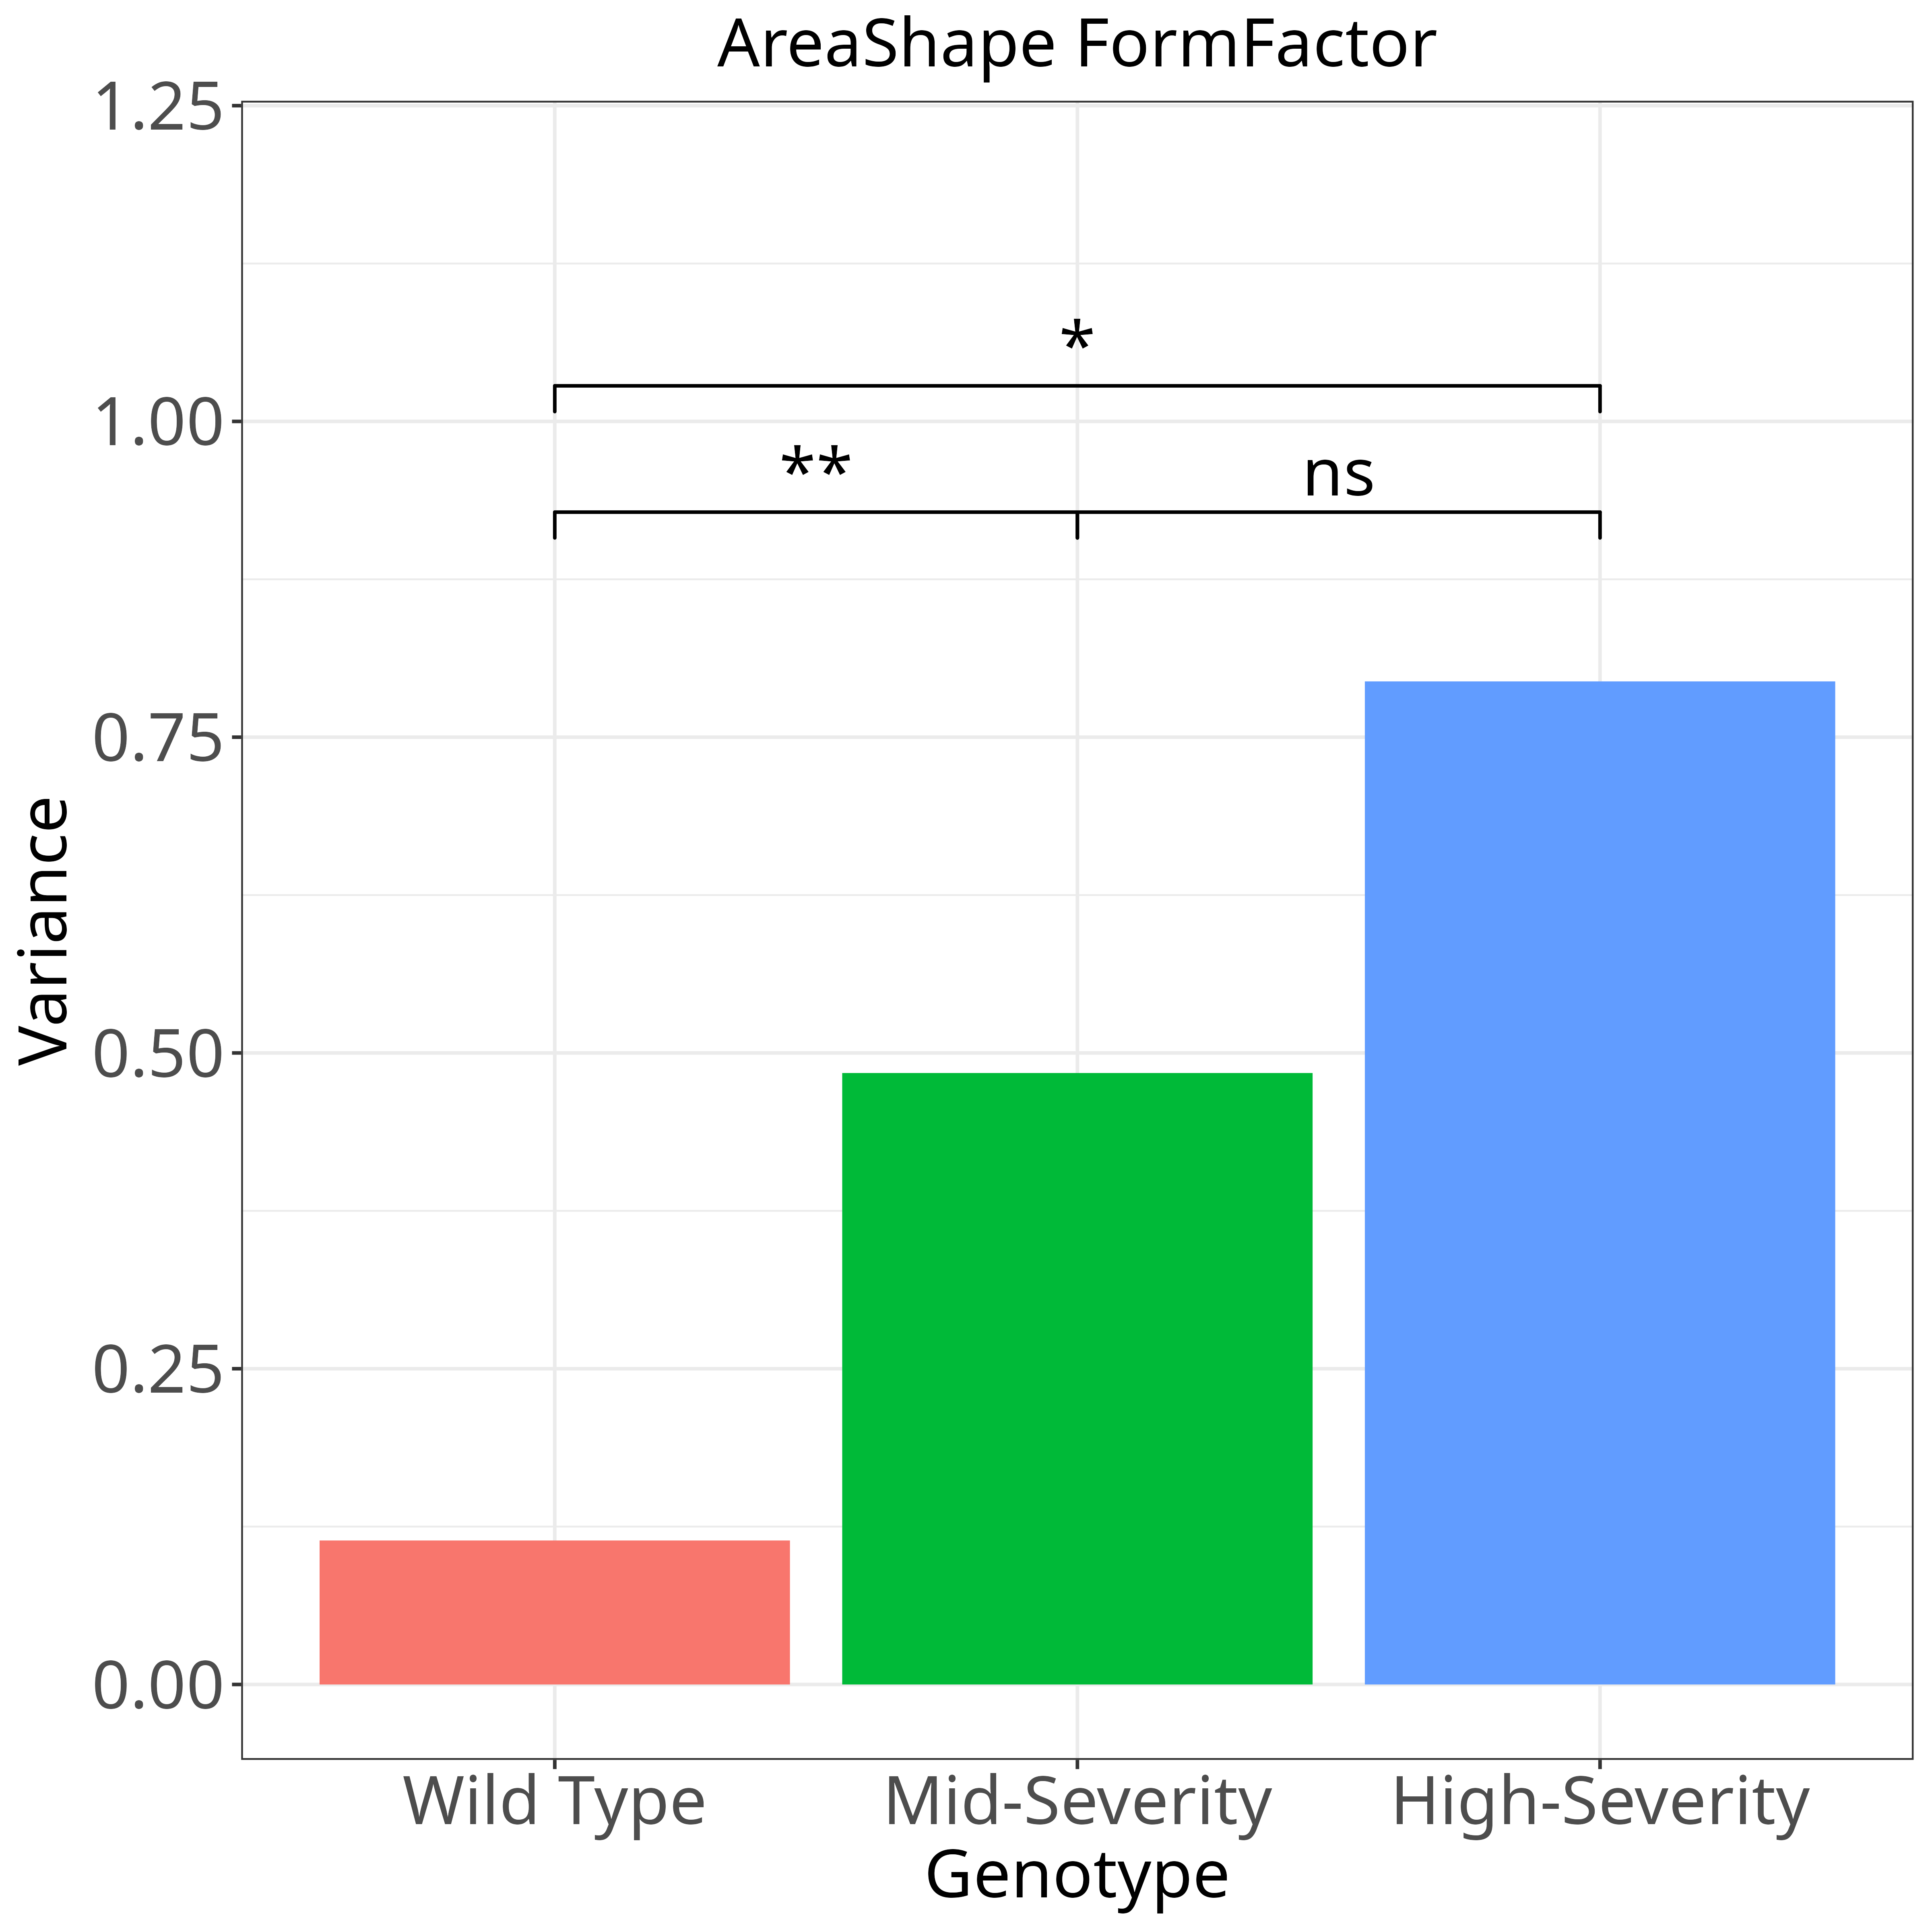 AreaShape FormFactor
1.25
*
1.00
**
ns
0.75
Variance
0.50
0.25
0.00
Wild Type Mid-Severity High-Severity
Genotype